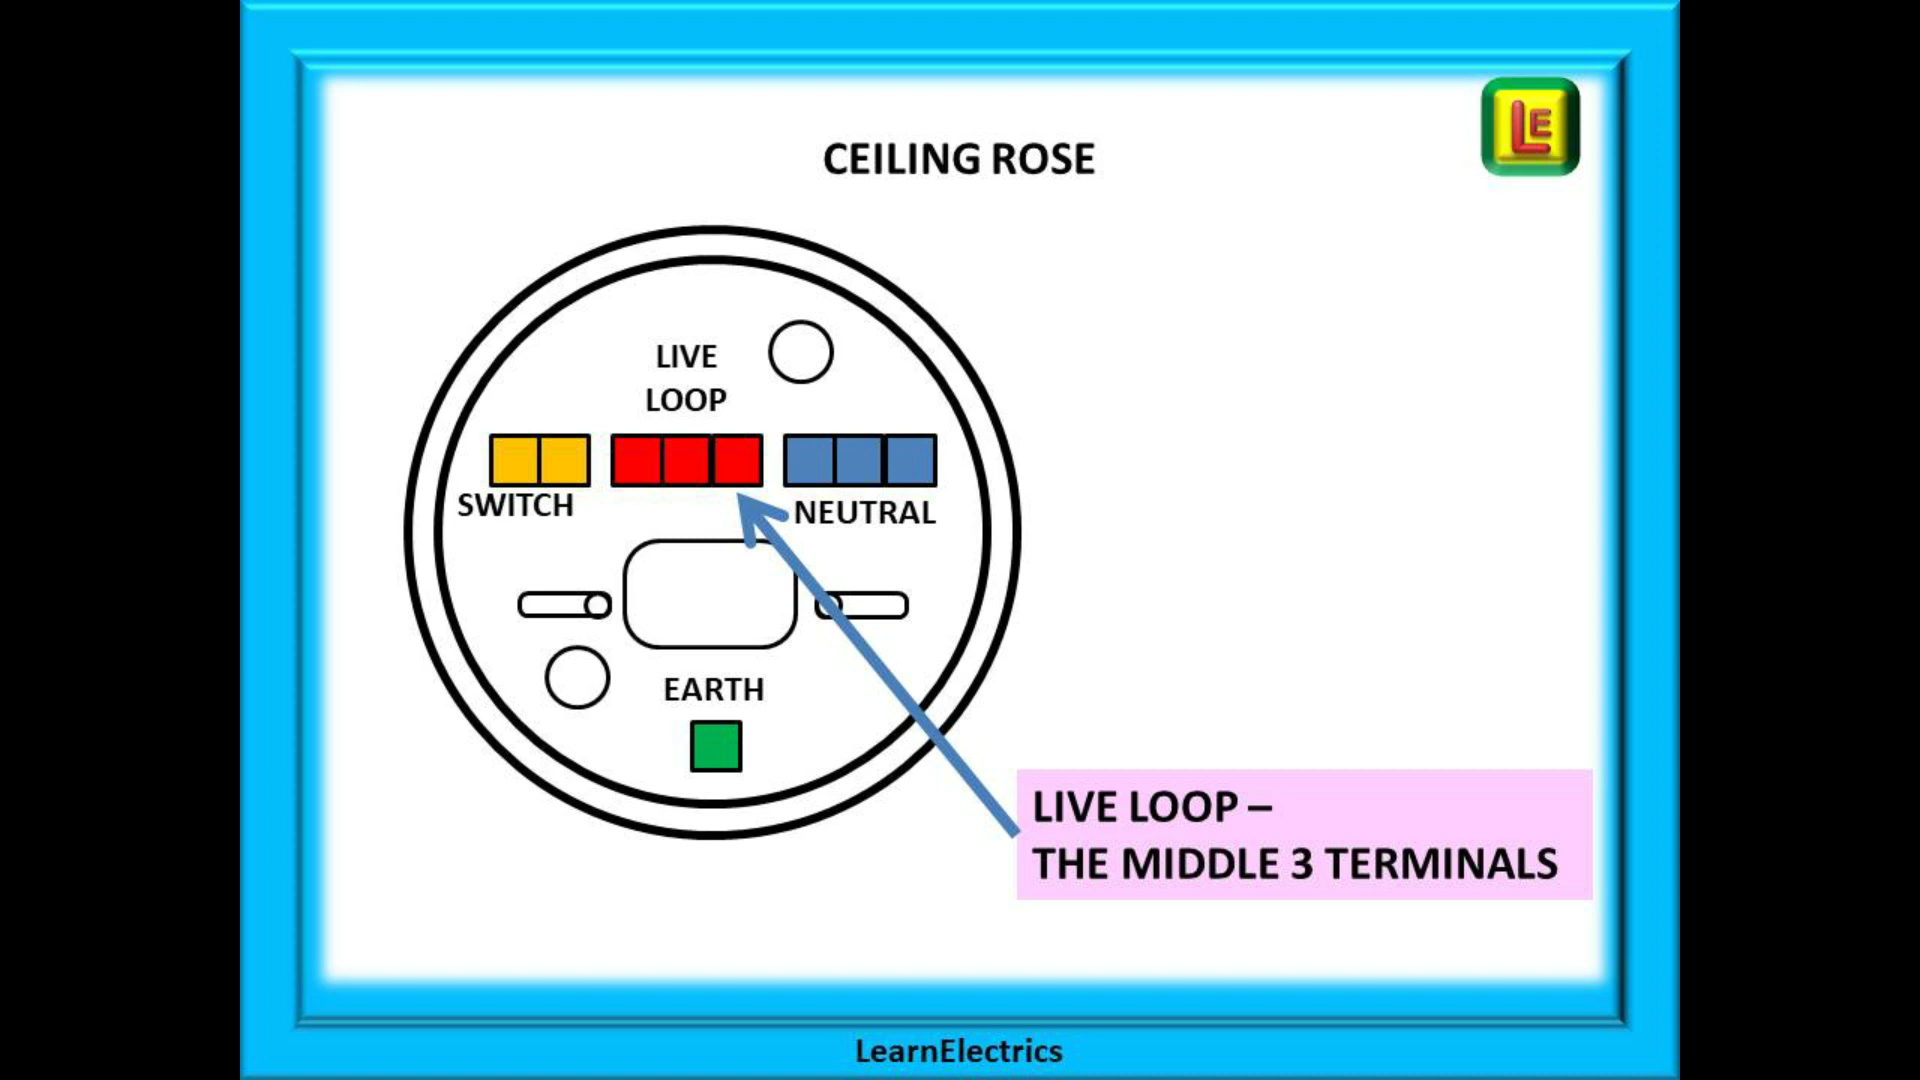 LE
CEILING ROSE
LIVE
LOOP
SWITCH
NEUTRAL
EARTH
LIVE LOOP –
THE MIDDLE 3 TERMINALS
LearnElectrics